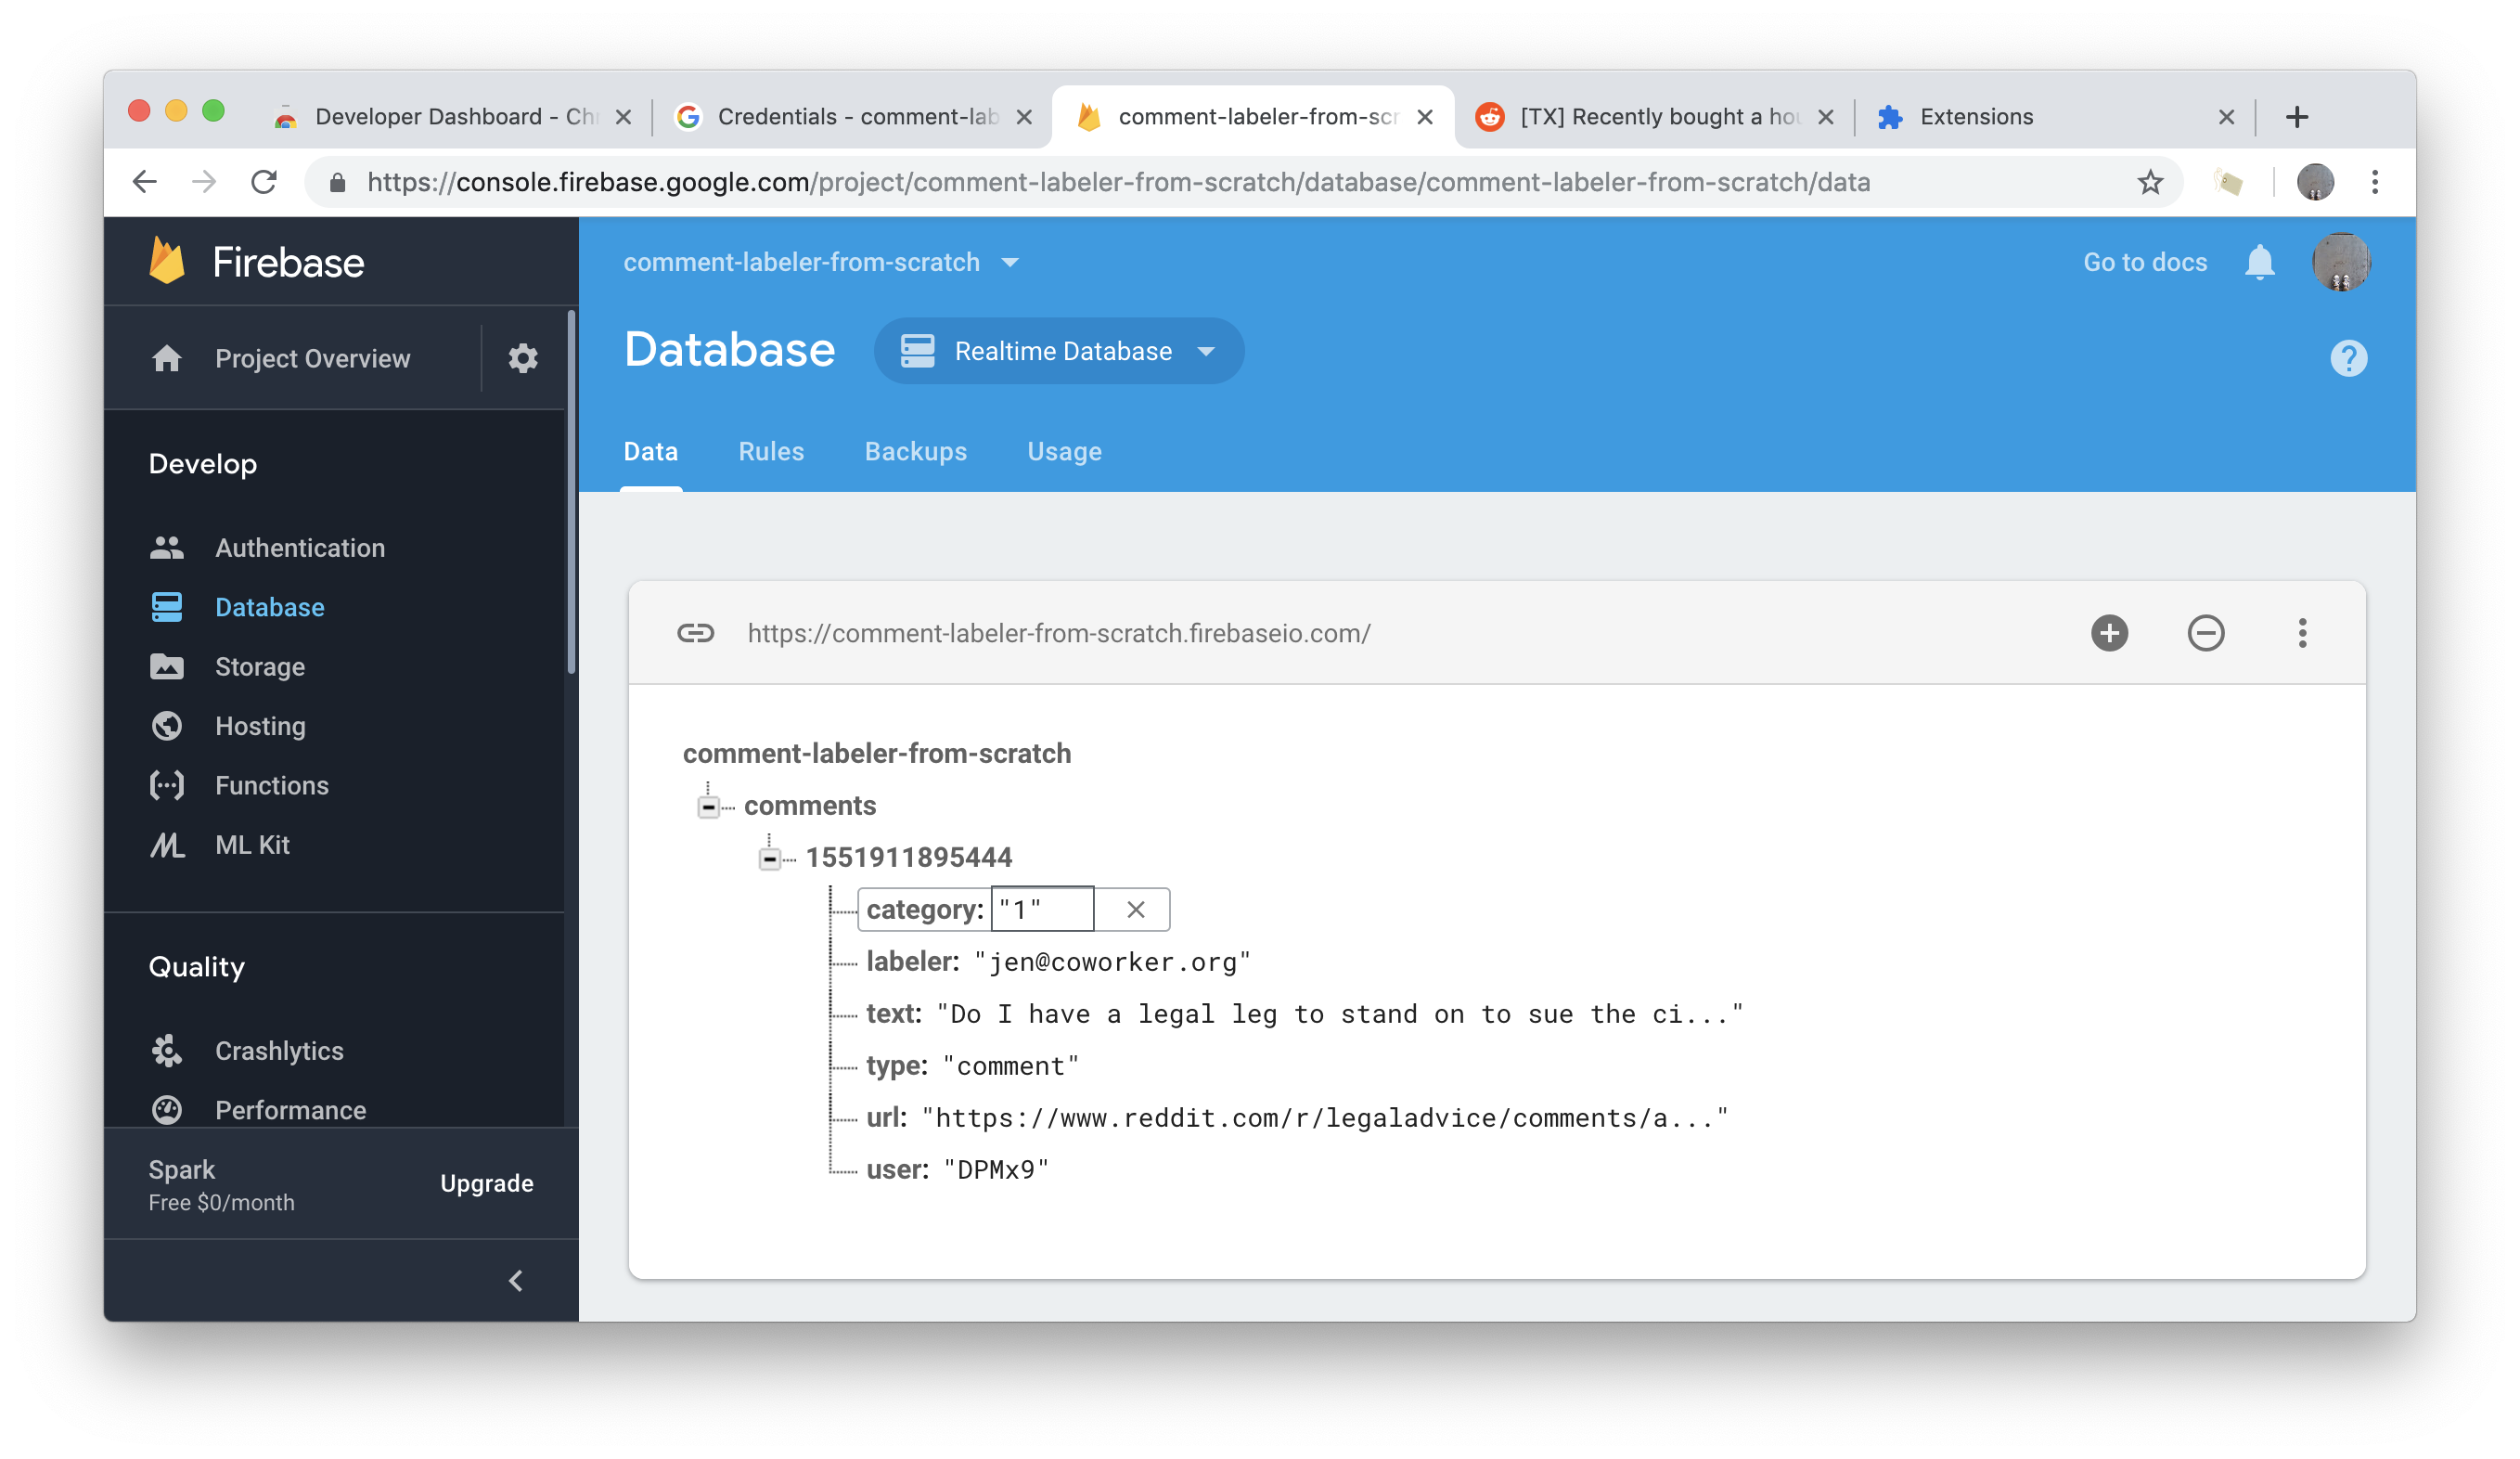 Developer Dashboard - Ch
Credentials - comment-lab
comment-labeler-from-scr
[TX] Recently bought a hou
Extensions
https://console.firebase.google.com/project/comment-labeler-from-scratch/database/comment-labeler-from-scratch/data
Firebase
Project Overview
Develop
Authentication
Database
Storage
Hosting
Functions
ML Kit
Quality
Crashlytics
Performance
Spark
Free $0/month
Upgrade
comment-labeler-from-scratch
Go to docs
Database
Realtime Database
Data
Rules
Backups
Usage
https://comment-labeler-from-scratch.firebaseio.com/
comment-labeler-from-scratch
comments
1551911895444
category: "1"
labeler: "jen@coworker.org"
text: "Do I have a legal leg to stand on to sue the ci..."
type: "comment"
url: "https://www.reddit.com/r/legaladvice/comments/a..."
user: "DPMx9"